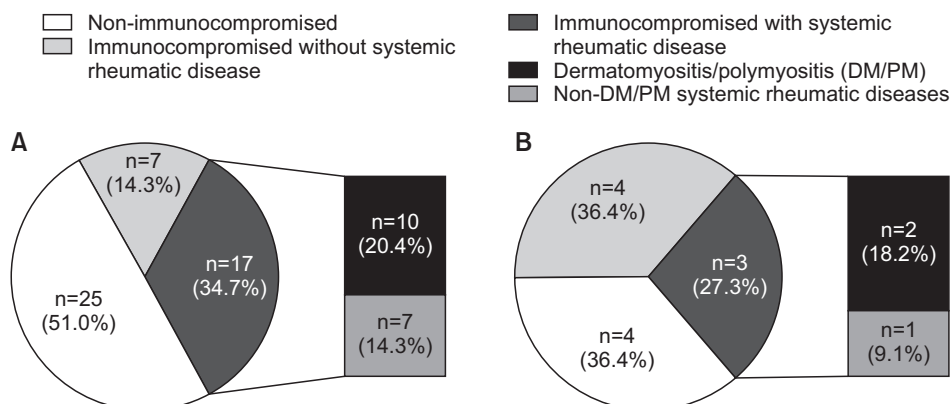 Non-immunocompromised
Immunocompromised without systemic
rheumatic disease
Immunocompromised with systemic
rheumatic disease
Dermatomyositis/polymyositis (DM/PM)
Non-DM/PM systemic rheumatic diseases
A
n=7
(14.3%)
n=17
(34.7%)
n=25
(51.0%)
n=10
(20.4%)
n=7
(14.3%)
B
n=4
(36.4%)
n=3
(27.3%)
n=4
(36.4%)
n=2
(18.2%)
n=1
(9.1%)